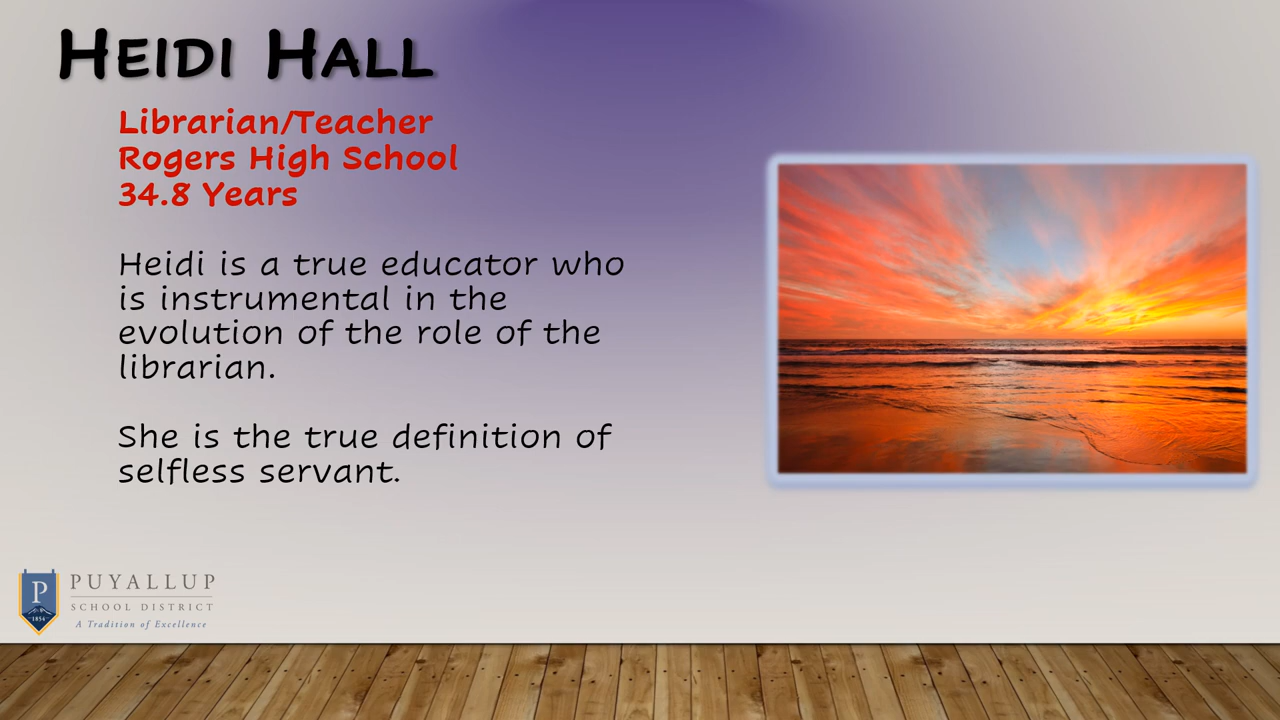 Heidi Hall
Librarian/Teacher
Rogers High School
34.8 Years
Heidi is a true educator who
is instrumental in the
evolution of the role of the
librarian.
She is the true definition of
selfless servant.
P
1854
PUYALLUP
SCHOOL DISTRICT
A Tradition of Excellence